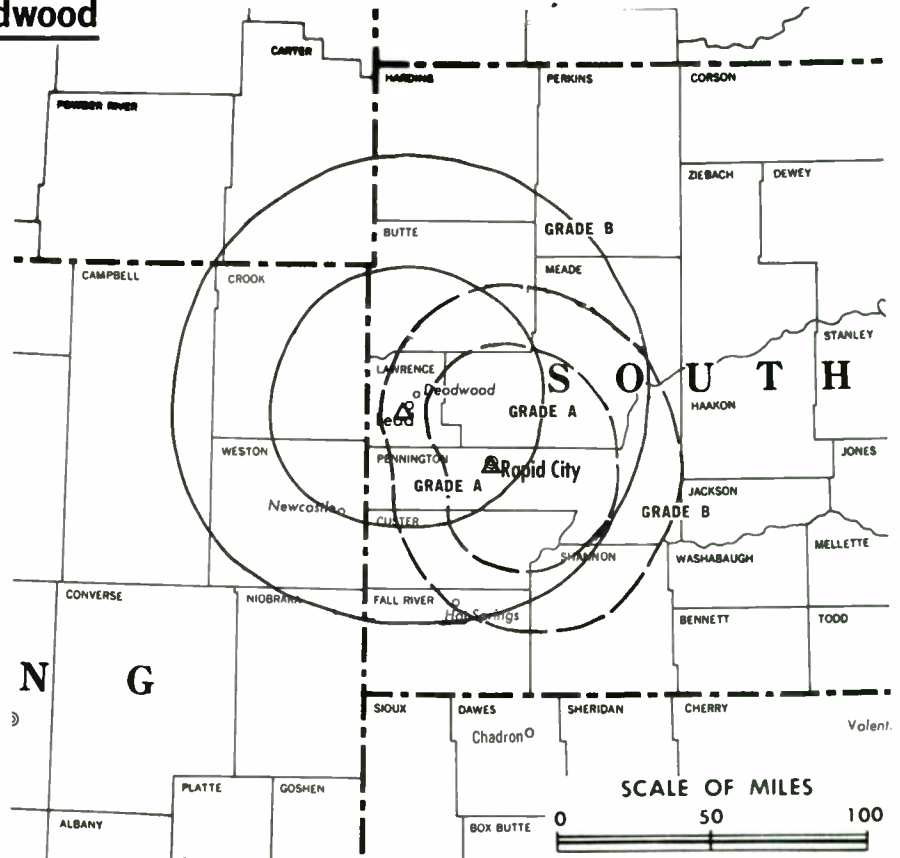 dwood
CARTER
HARDING
PERKINS
CORSON
POWDER RIVER
ZIEBACH
DEWEY
GRADE B
BUTTE
MEADE
CAMPBELL
CROOK
STANLEY
LAWRENCE
SOUTH
Deadwood
HAAKON
GRADE A
Lead
WESTON
PENNINGTON
JONES
Rapid City
GRADE A
JACKSON
Newcastle
GRADE B
CUSTER
MELLETTE
SHANNON
WASHABAUGH
CONVERSE
NIOBRARA
FALL RIVER
Hot Springs
BENNETT
TODD
N G
SIOUX
DAWES
SHERIDAN
CHERRY
Valent.
Chadron
PLATTE
GOSHEN
SCALE OF MILES
0 50 100
ALBANY
BOX BUTTE